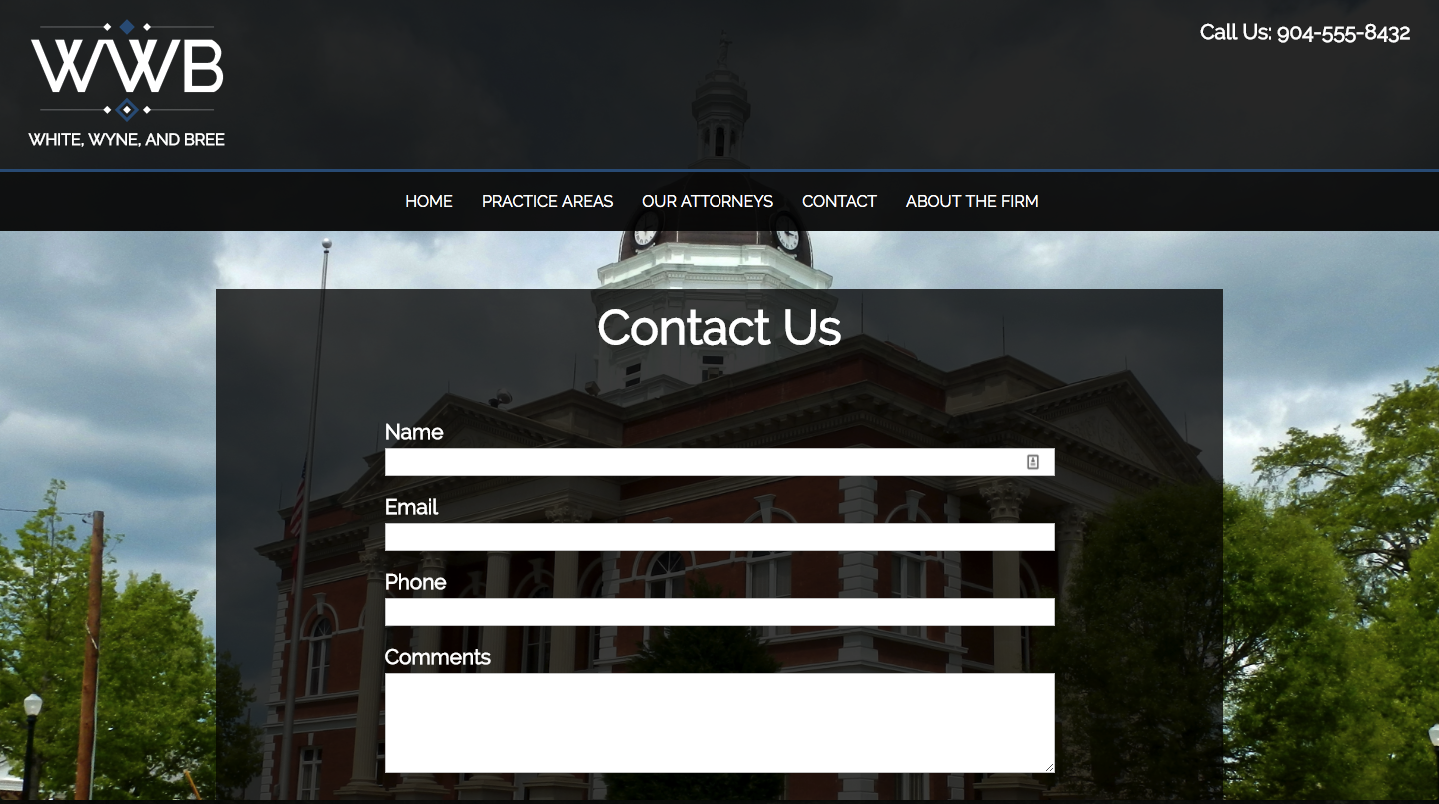 WWB
WHITE, WYNE, AND BREE
Call Us: 904-555-8432
HOME PRACTICE AREAS OUR ATTORNEYS CONTACT ABOUT THE FIRM
Contact Us
Name
Email
Phone
Comments